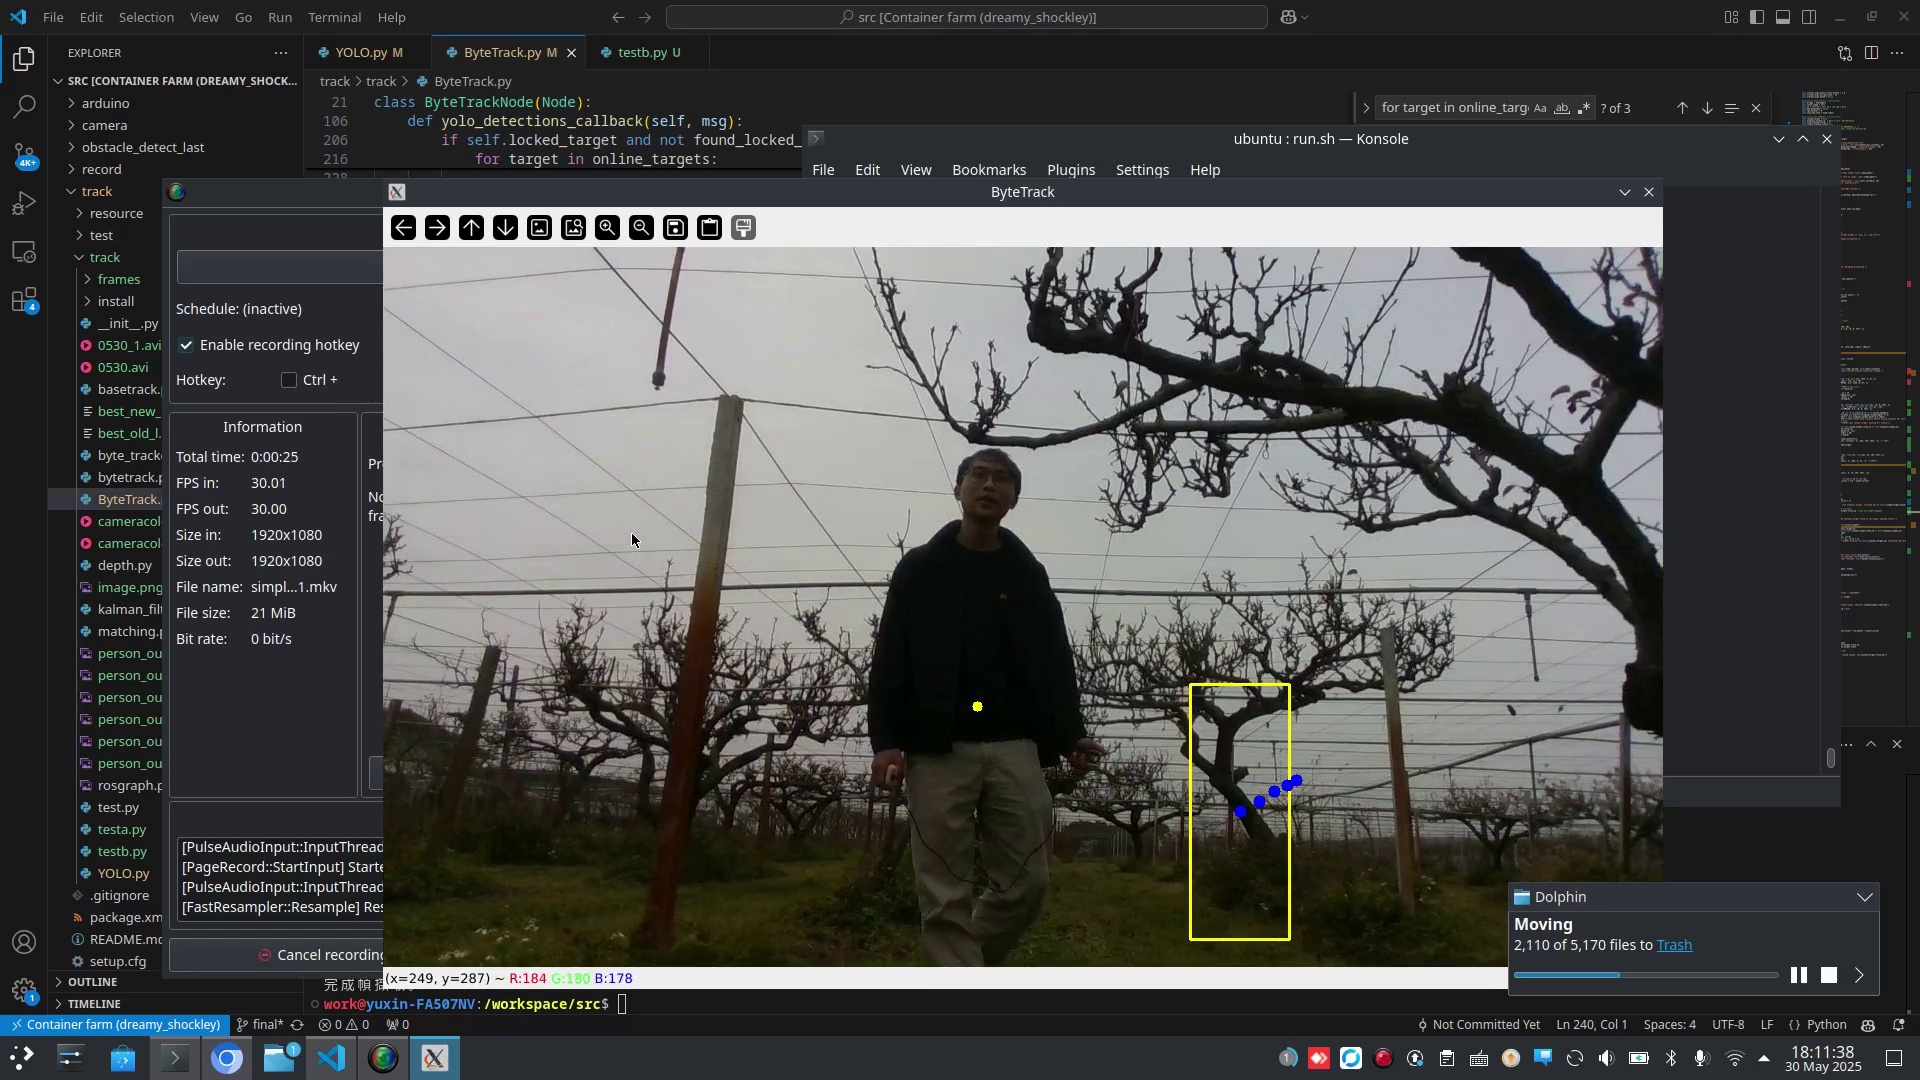 File Edit Selection View Go Run Terminal Help
src [Container farm (dreamy_shockley)]
EXPLORER
YOLO.py M
ByteTrack.py M
testb.py U
SRC [CONTAINER FARM (DREAMY_SHOCK...
track > track > ByteTrack.py
arduino
camera
obstacle_detect_last
record
track
resource
test
track
frames
install
__init__.py
0530_1.avi
0530.avi
basetrack.
best_new_
best_old_l.
byte_track
bytetrack.p
ByteTrack.
cameracol
cameracol
depth.py
image.png
kalman_filt
matching.p
person_ou
person_ou
person_ou
person_ou
person_ou
person_ou
rosgraph.p
test.py
testa.py
testb.py
YOLO.py
.gitignore
package.xm
README.md
setup.cfg
OUTLINE
TIMELINE
21 class ByteTrackNode(Node):
106 def yolo_detections_callback(self, msg):
206 if self.locked_target and not found_locked_
216 for target in online_targets:
for target in online_targ
Aa ab .*
? of 3
ubuntu : run.sh — Konsole
File Edit View Bookmarks Plugins Settings Help
ByteTrack
Schedule: (inactive)
Enable recording hotkey
Hotkey: Ctrl +
Information
Total time: 0:00:25
FPS in: 30.01
FPS out: 30.00
Size in: 1920x1080
Size out: 1920x1080
File name: simpl...1.mkv
File size: 21 MiB
Bit rate: 0 bit/s
Pr
No
fra
[PulseAudioInput::InputThread
[PageRecord::StartInput] Starte
[PulseAudioInput::InputThread
[FastResampler::Resample] Res
Cancel recording
(x=249, y=287) ~ R:184 G:180 B:178
Dolphin
Moving
2,110 of 5,170 files to Trash
work@yuxin-FA507NV:/workspace/src$
Container farm (dreamy_shockley)
final*
0 0
0
Not Committed Yet
Ln 240, Col 1
Spaces: 4
UTF-8
LF
{} Python
4K+
4
1
1
1
18:11:38
30 May 2025